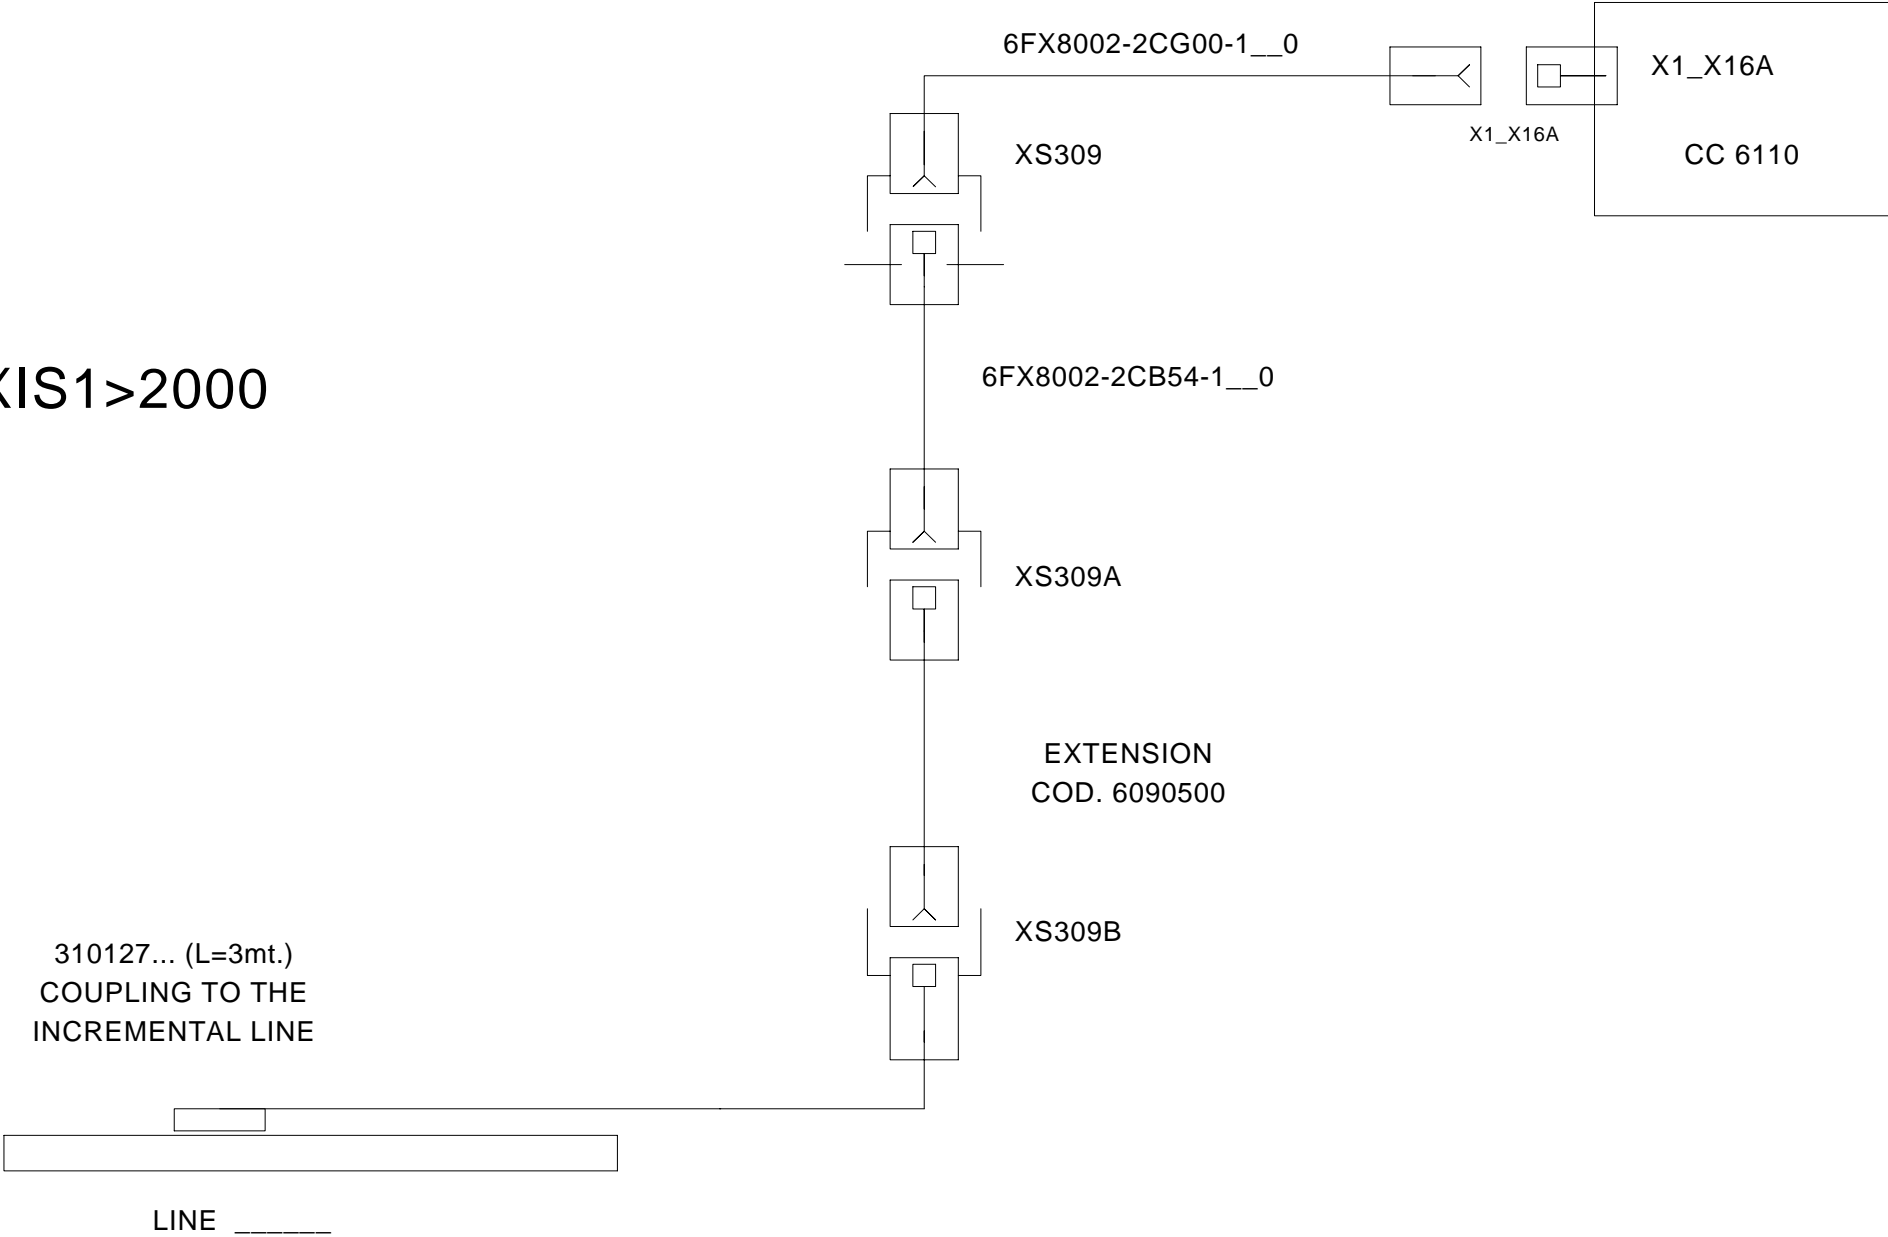 6FX8002-2CG00-1__0
X1_X16A
X1_X16A
CC 6110
XS309
XIS1>2000
6FX8002-2CB54-1__0
XS309A
EXTENSION
COD. 6090500
XS309B
310127... (L=3mt.)
COUPLING TO THE
INCREMENTAL LINE
LINE ______